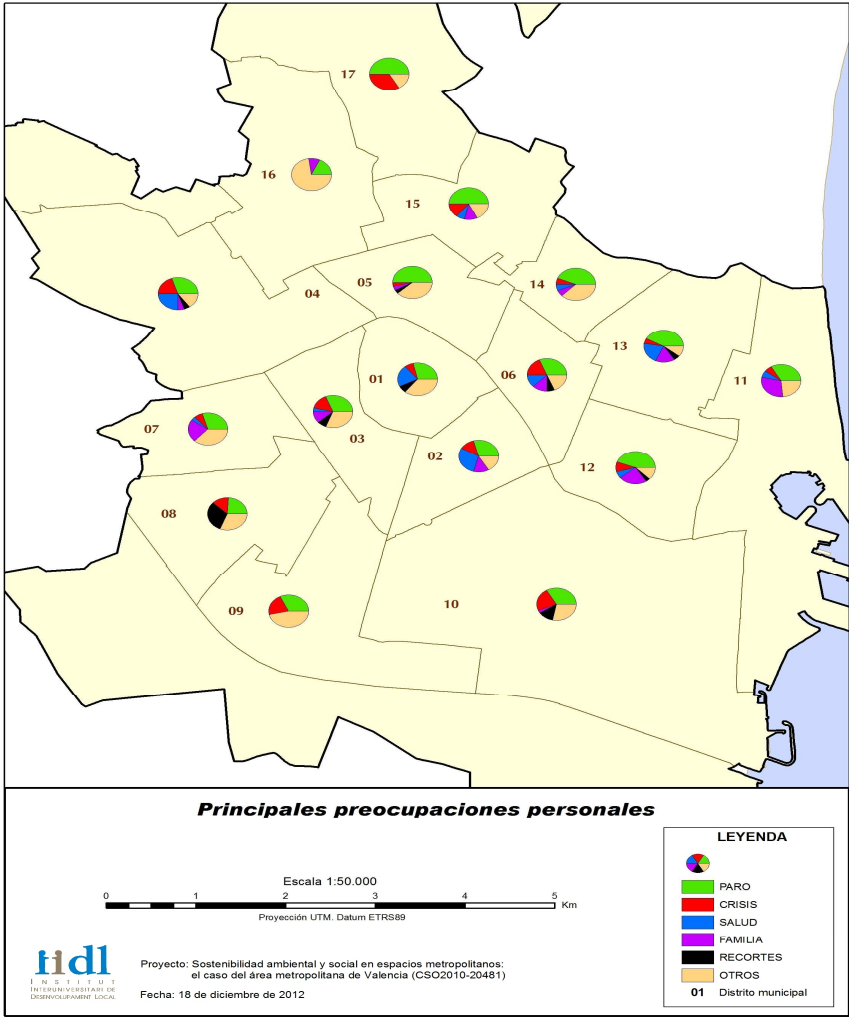 17
16
15
05
14
04
13
01
06
11
07
03
02
12
08
10
09
Principales preocupaciones personales
LEYENDA
PARO
CRISIS
SALUD
FAMILIA
RECORTES
OTROS
01 Distrito municipal
Escala 1:50.000
0 1 2 3 4 5
Km
Proyección UTM. Datum ETRS89
iidl
INSTITUT
INTERUNIVERSITARI DE
DESENVOLUPAMENT LOCAL
Proyecto: Sostenibilidad ambiental y social en espacios metropolitanos:
el caso del área metropolitana de Valencia (CSO2010-20481)
Fecha: 18 de diciembre de 2012